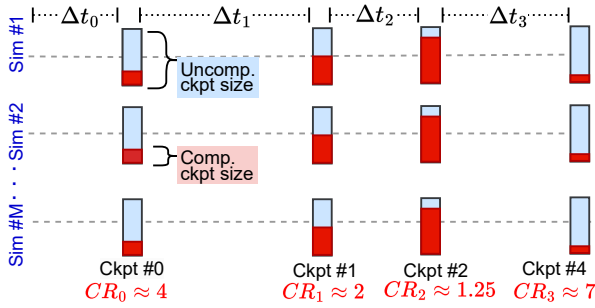 Δt₀
Δt₁
Δt₂
Δt₃
Sim #1
Uncomp.
ckpt size
Sim #2
Comp.
ckpt size
...
Sim #M
Ckpt #0
Ckpt #1
Ckpt #2
Ckpt #4
CR₀ ≈ 4
CR₁ ≈ 2
CR₂ ≈ 1.25
CR₃ ≈ 7